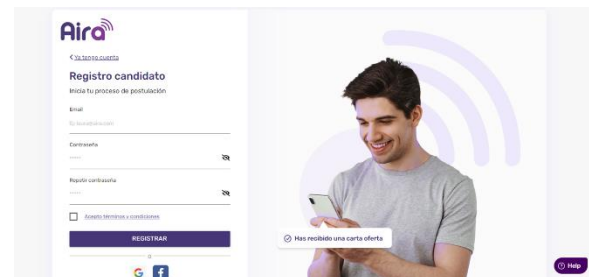 Aira
Ya tengo cuenta
Registro candidato
Inicia tu proceso de postulación
Email
Contraseña
Repetir contraseña
Acepto términos y condiciones
REGISTRAR
o
Has recibido una carta oferta
Help